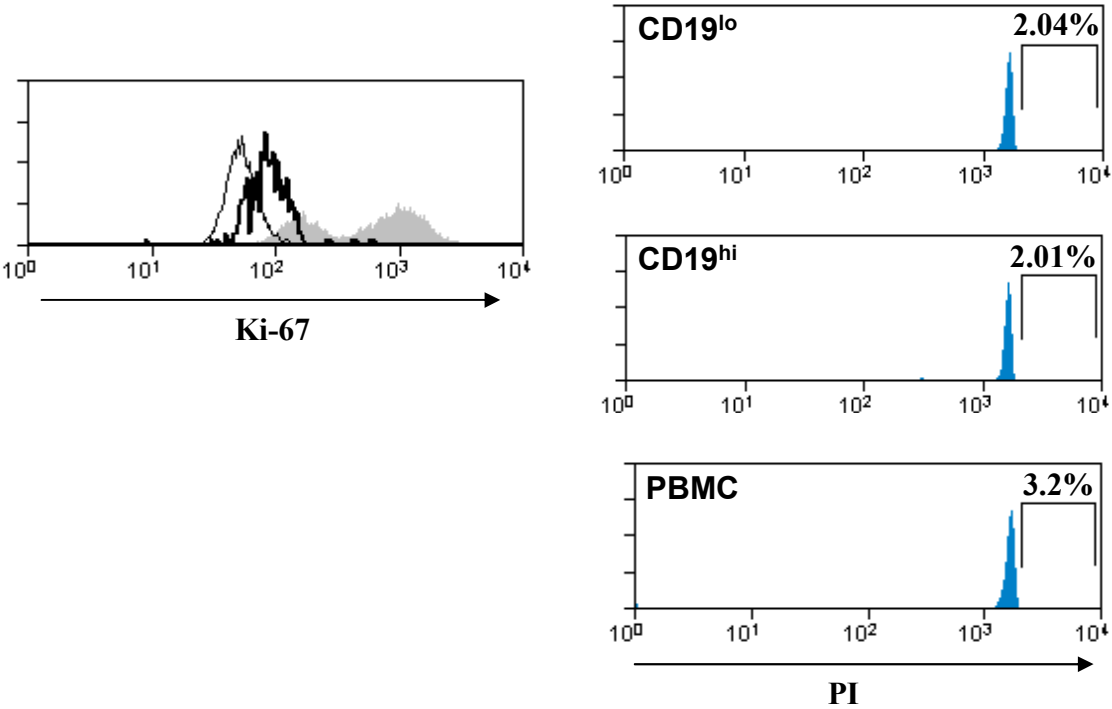 10⁰ 10¹ 10² 10³ 10⁴
Ki-67
CD19ˡᵒ 2.04%
10⁰ 10¹ 10² 10³ 10⁴
CD19ʰⁱ 2.01%
10⁰ 10¹ 10² 10³ 10⁴
PBMC 3.2%
10⁰ 10¹ 10² 10³ 10⁴
PI